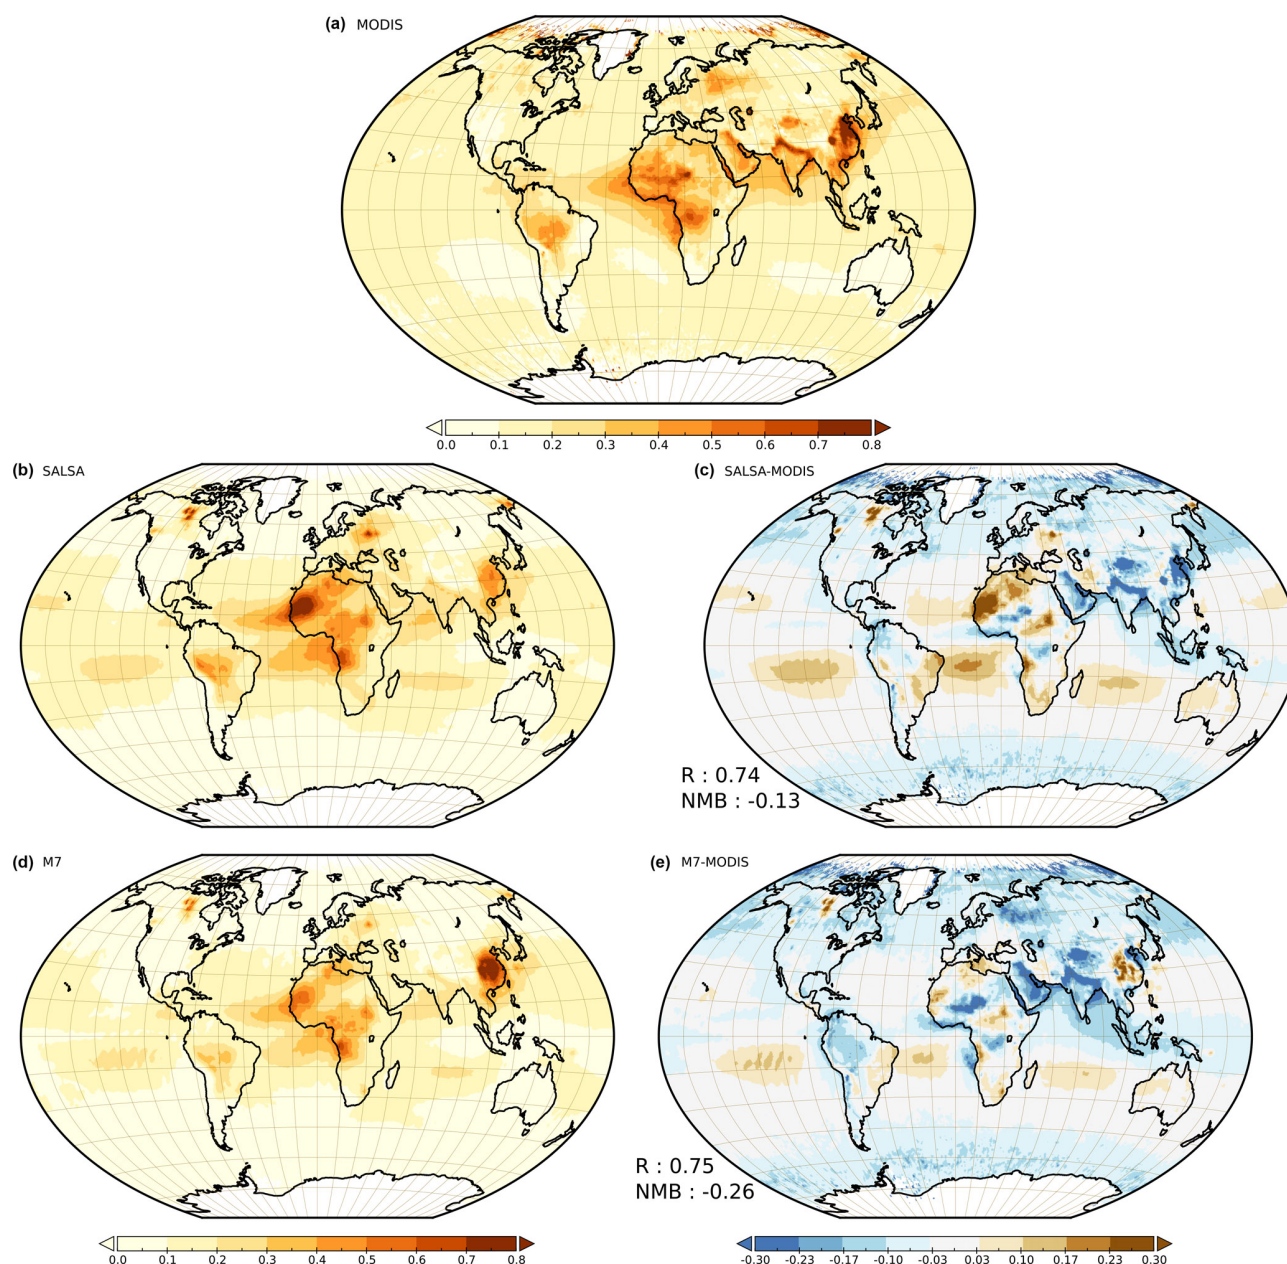 (a) MODIS
0.0 0.1 0.2 0.3 0.4 0.5 0.6 0.7 0.8
(b) SALSA
(c) SALSA-MODIS
R : 0.74
NMB : -0.13
(d) M7
(e) M7-MODIS
R : 0.75
NMB : -0.26
0.0 0.1 0.2 0.3 0.4 0.5 0.6 0.7 0.8
-0.30 -0.23 -0.17 -0.10 -0.03 0.03 0.10 0.17 0.23 0.30